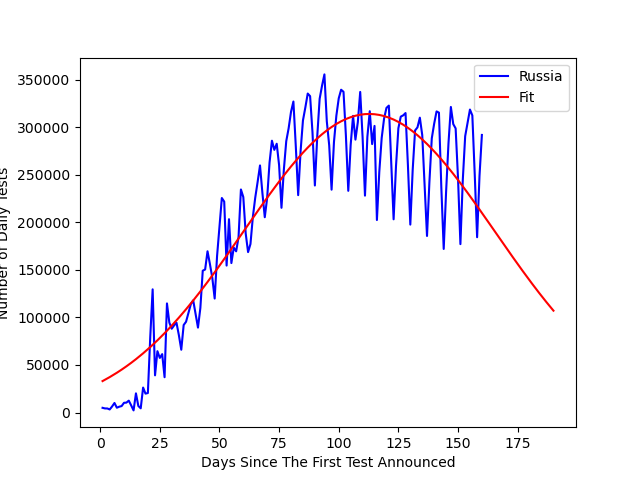 Russia
Fit
350000
300000
250000
200000
150000
100000
50000
0
Number of Daily Tests
0 25 50 75 100 125 150 175
Days Since The First Test Announced